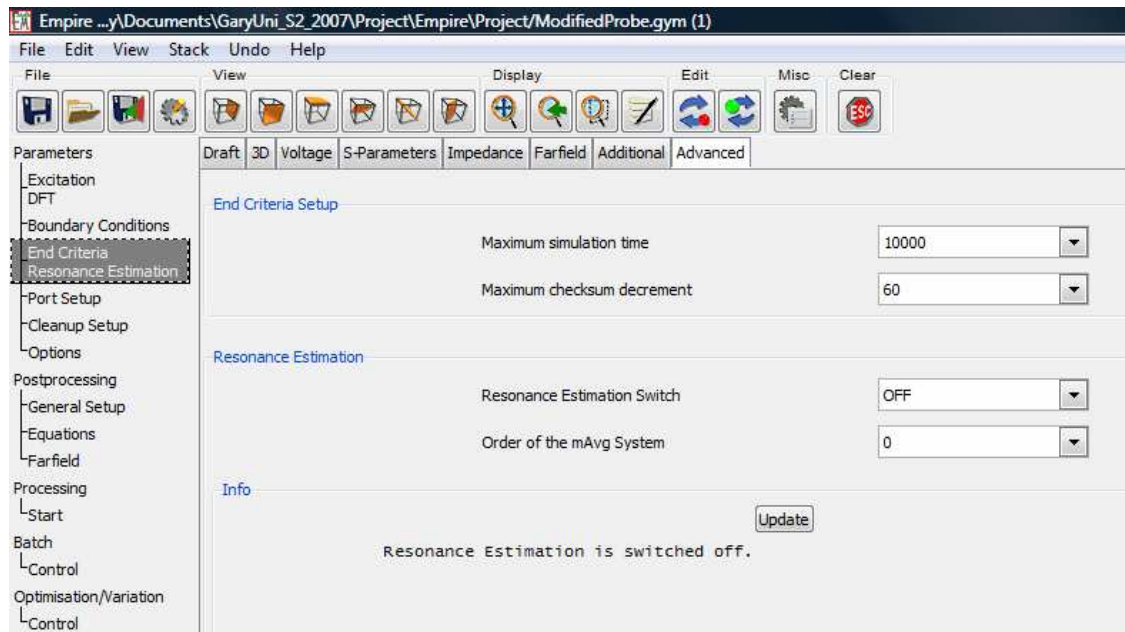 Empire ...y\Documents\GaryUni_S2_2007\Project\Empire\Project/ModifiedProbe.gym (1)
File Edit View Stack Undo Help
File View Display Edit Misc Clear
ESC
Parameters
Draft 3D Voltage S-Parameters Impedance Farfield Additional Advanced
Excitation
DFT
Boundary Conditions
End Criteria
Resonance Estimation
Port Setup
Cleanup Setup
Options
Postprocessing
General Setup
Equations
Farfield
Processing
Start
Batch
Control
Optimisation/Variation
Control
End Criteria Setup
Maximum simulation time 10000
Maximum checksum decrement 60
Resonance Estimation
Resonance Estimation Switch OFF
Order of the mAvg System 0
Info
Update
Resonance Estimation is switched off.